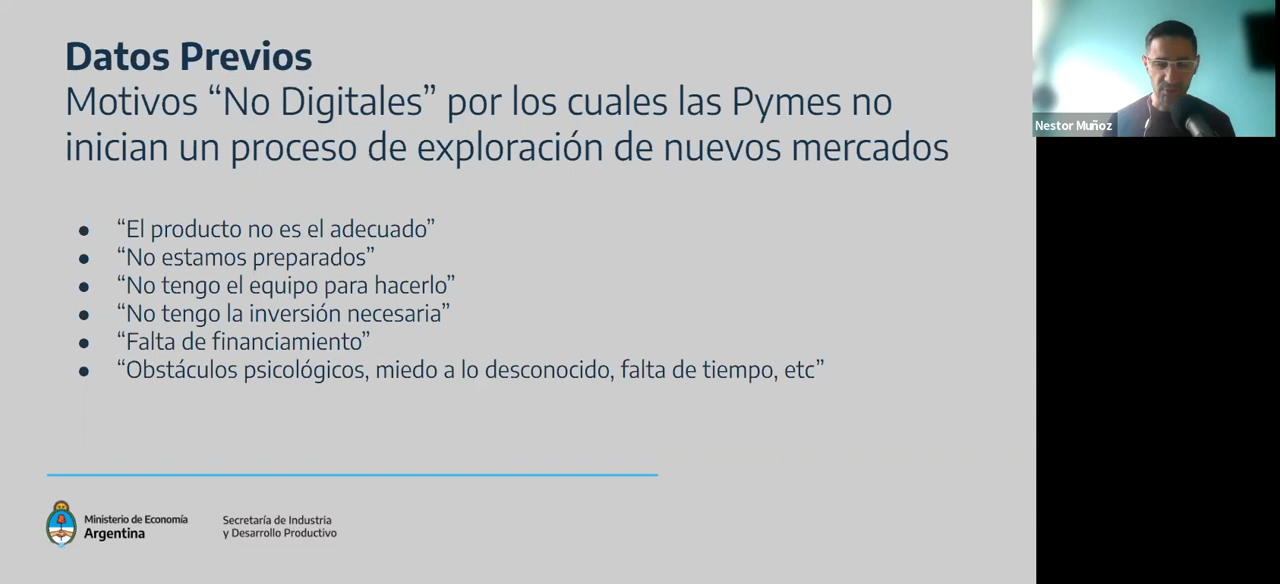 Datos Previos
Motivos “No Digitales” por los cuales las Pymes no
inician un proceso de exploración de nuevos mercados
● “El producto no es el adecuado”
● “No estamos preparados”
● “No tengo el equipo para hacerlo”
● “No tengo la inversión necesaria”
● “Falta de financiamiento”
● “Obstáculos psicológicos, miedo a lo desconocido, falta de tiempo, etc”
Ministerio de Economía
Argentina
Secretaría de Industria
y Desarrollo Productivo
Nestor Muñoz